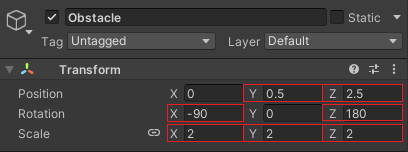 Obstacle Static
Tag Untagged Layer Default
Transform
Position X 0 Y 0.5 Z 2.5
Rotation X -90 Y 0 Z 180
Scale X 2 Y 2 Z 2